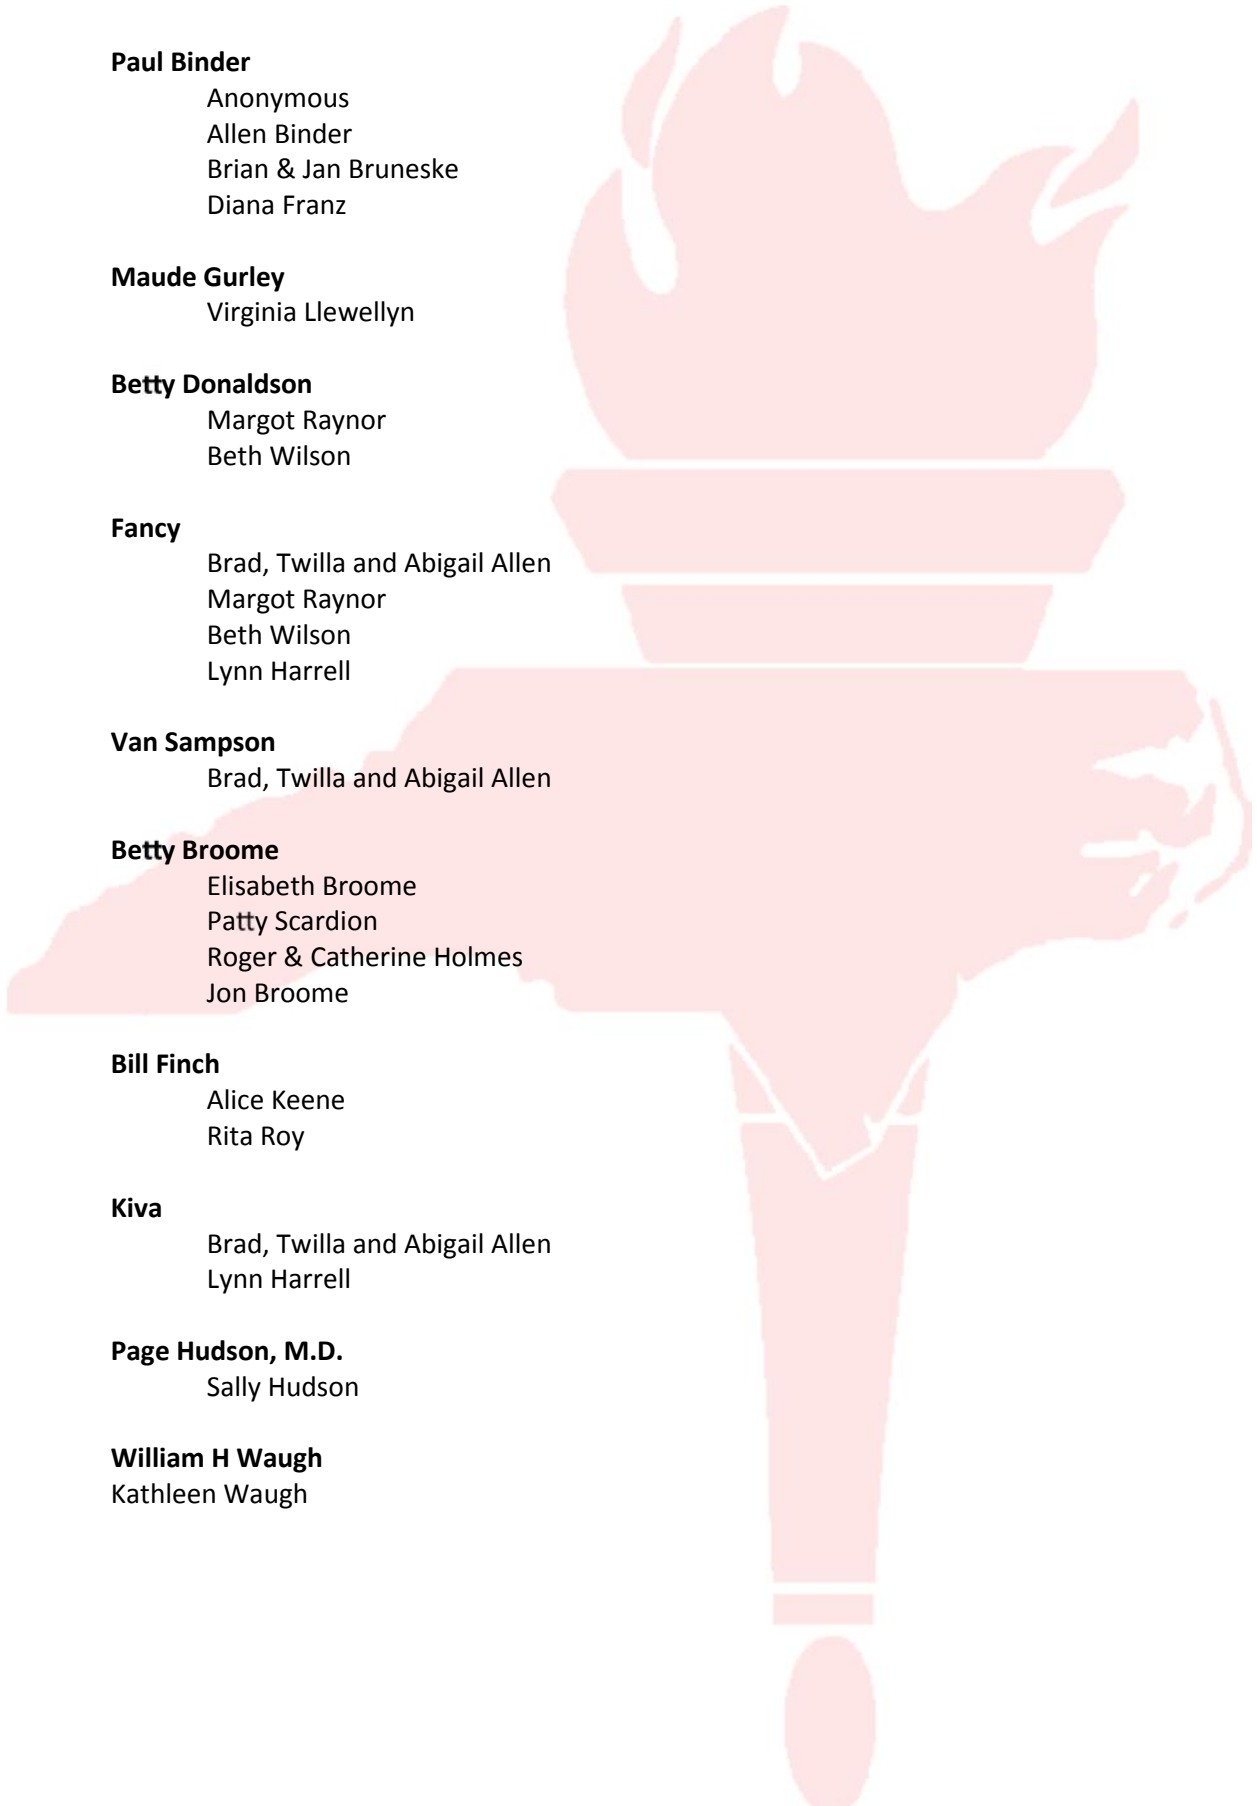 Paul Binder
Anonymous
Allen Binder
Brian & Jan Bruneske
Diana Franz
Maude Gurley
Virginia Llewellyn
Betty Donaldson
Margot Raynor
Beth Wilson
Fancy
Brad, Twilla and Abigail Allen
Margot Raynor
Beth Wilson
Lynn Harrell
Van Sampson
Brad, Twilla and Abigail Allen
Betty Broome
Elisabeth Broome
Patty Scardion
Roger & Catherine Holmes
Jon Broome
Bill Finch
Alice Keene
Rita Roy
Kiva
Brad, Twilla and Abigail Allen
Lynn Harrell
Page Hudson, M.D.
Sally Hudson
William H Waugh
Kathleen Waugh